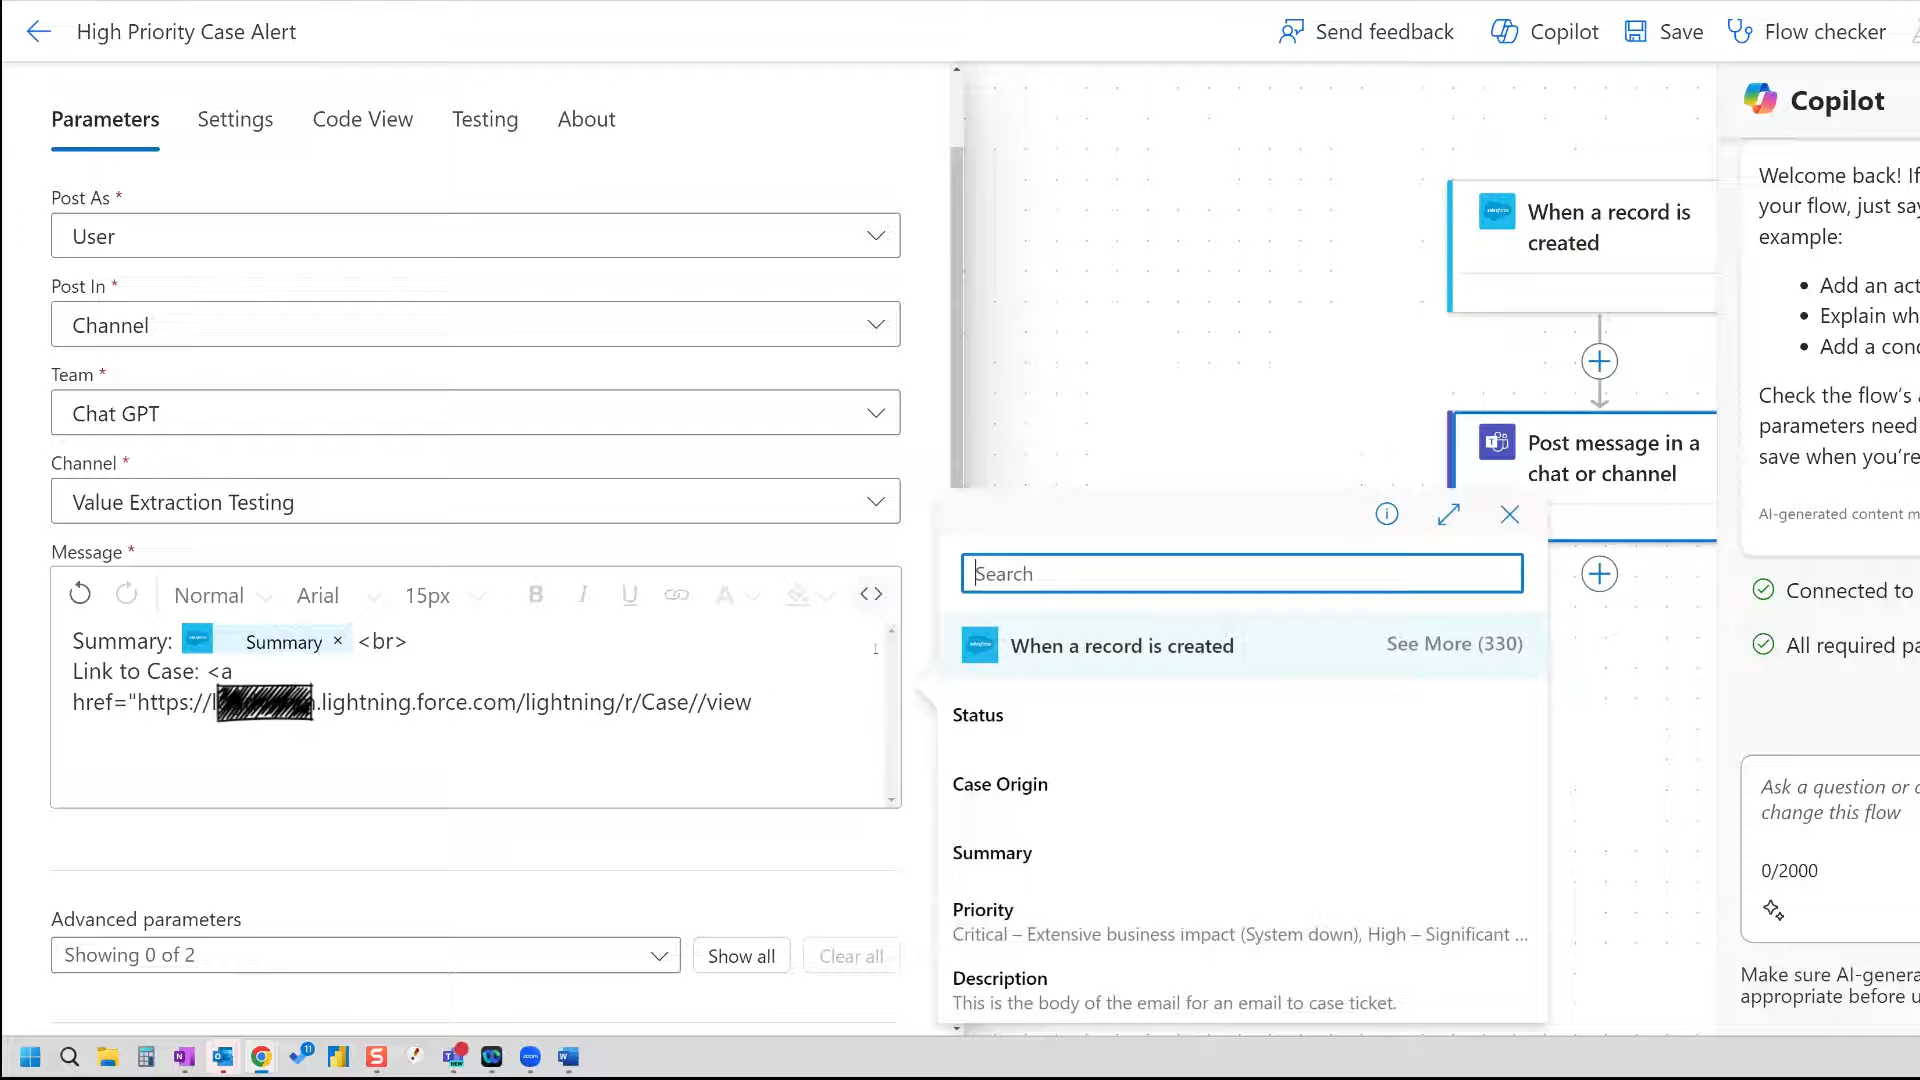 High Priority Case Alert
Send feedback
Copilot
Save
Flow checker
Parameters
Settings
Code View
Testing
About
Post As *
User
Post In *
Channel
Team *
Chat GPT
Channel *
Value Extraction Testing
Message *
Normal
Arial
15px
B
I
U
A
<>
Summary: Summary × <br>
Link to Case: <a
href="https://l .lightning.force.com/lightning/r/Case//view
Advanced parameters
Showing 0 of 2
Show all
Clear all
When a record is
created
Post message in a
chat or channel
Search
When a record is created
See More (330)
Status
Case Origin
Summary
Priority
Critical – Extensive business impact (System down), High – Significant ...
Description
This is the body of the email for an email to case ticket.
Copilot
Welcome back! If
your flow, just say
example:
• Add an act
• Explain wh
• Add a cond
Check the flow's a
parameters need
save when you're
AI-generated content m
Connected to
All required pa
Ask a question or c
change this flow
0/2000
Make sure AI-genera
appropriate before u